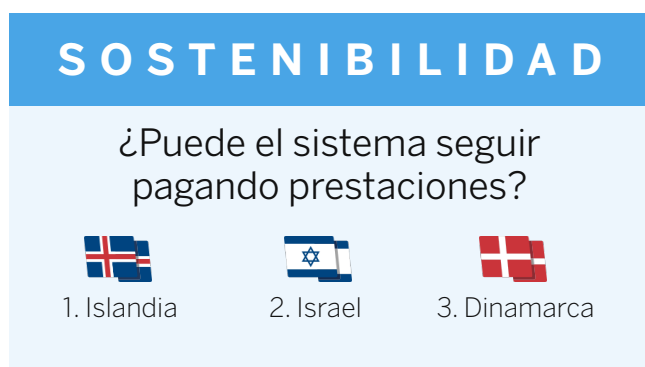 SOSTENIBILIDAD
¿Puede el sistema seguir
pagando prestaciones?
1. Islandia 2. Israel 3. Dinamarca